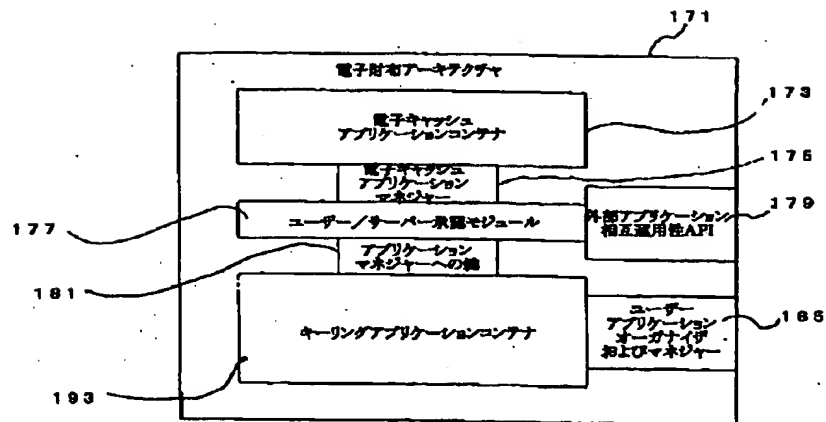 171
電子財布アーキテクチャ
173
電子キャッシュ
アプリケーションコンテナ
175
電子キャッシュ
アプリケーション
マネージャー
177
ユーザー/サーバー承認モジュール
外部アプリケーション
相互運用性API
179
181
アプリケーション
マネジャーへの鍵
キーリングアプリケーションコンテナ
ユーザー
アプリケーション
オーガナイザ
およびマネジャー
185
193